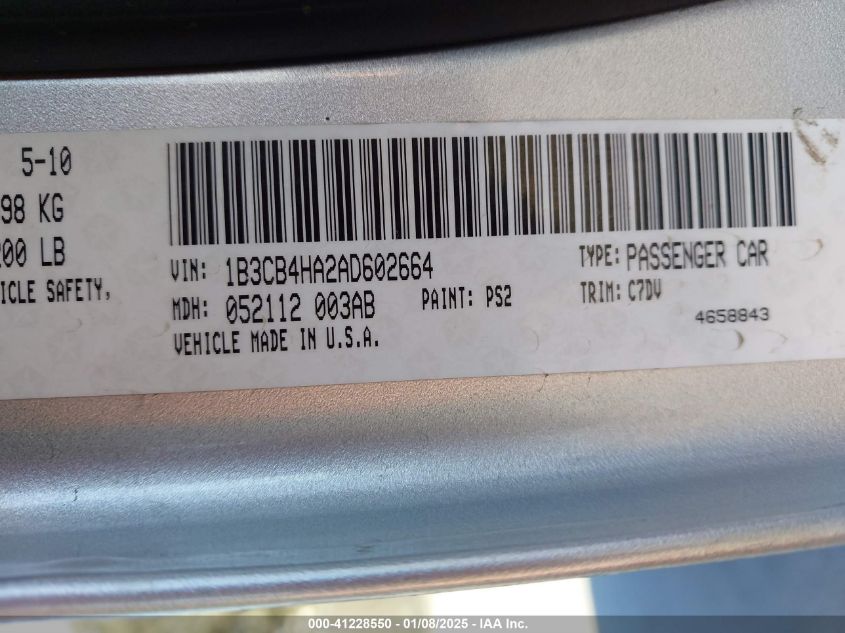 5-10
98 KG
200 LB
ICLE SAFETY,
VIN: 1B3CB4HA2AD602664
TYPE: PASSENGER CAR
MDH: 052112 003AB
PAINT: PS2
TRIM: C7DV
VEHICLE MADE IN U.S.A.
4658843
000-41228550 — 01/08/2025 — IAA Inc.